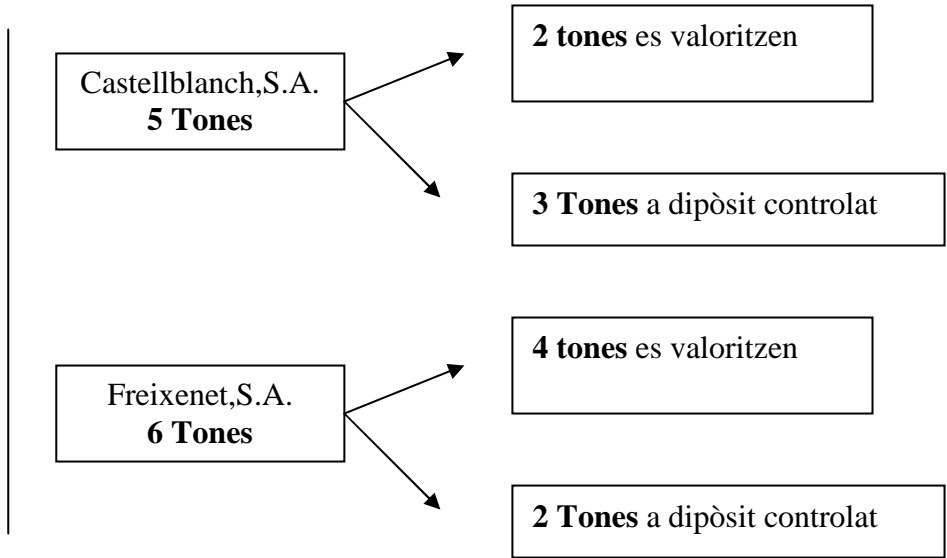 2 tones es valoritzen
Castellblanch,S.A.
5 Tones
3 Tones a dipòsit controlat
4 tones es valoritzen
Freixenet,S.A.
6 Tones
2 Tones a dipòsit controlat